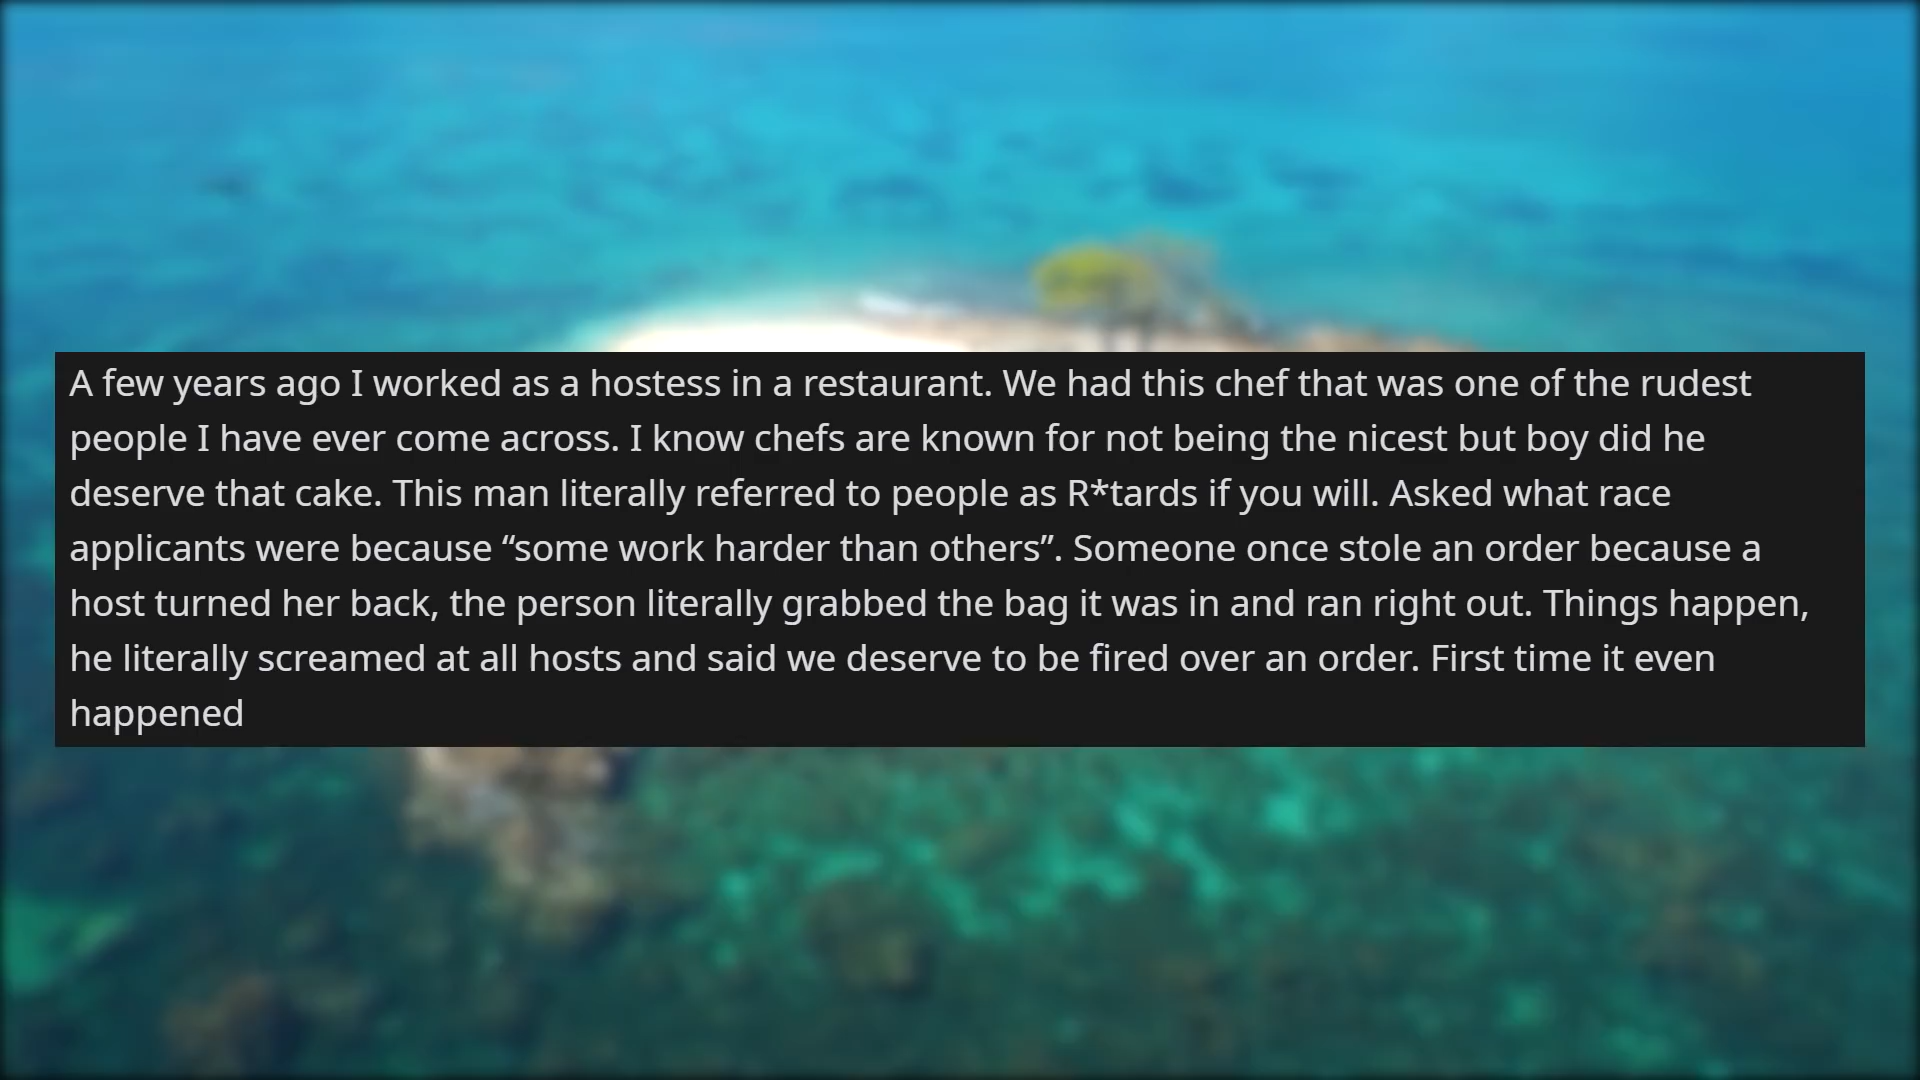 A few years ago I worked as a hostess in a restaurant. We had this chef that was one of the rudest
people I have ever come across. I know chefs are known for not being the nicest but boy did he
deserve that cake. This man literally referred to people as R*tards if you will. Asked what race
applicants were because “some work harder than others”. Someone once stole an order because a
host turned her back, the person literally grabbed the bag it was in and ran right out. Things happen,
he literally screamed at all hosts and said we deserve to be fired over an order. First time it even
happened